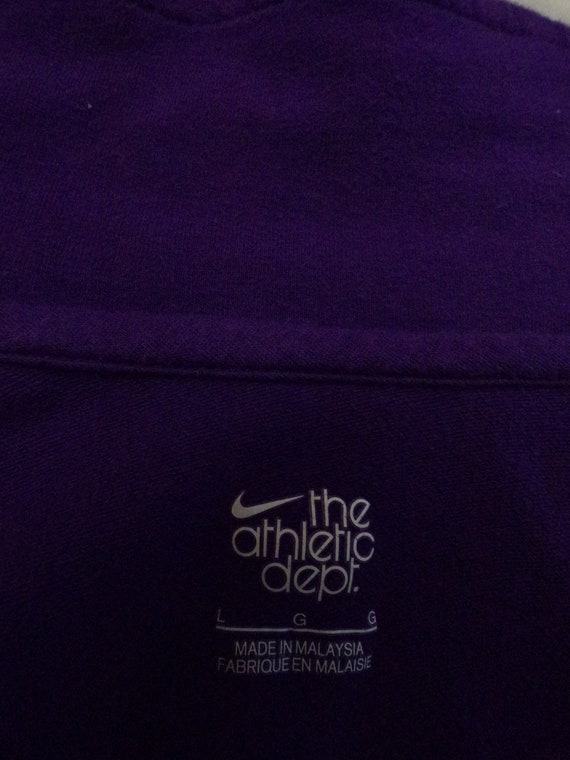 the
athletic
dept.
L G G
MADE IN MALAYSIA
FABRIQUE EN MALAISIE